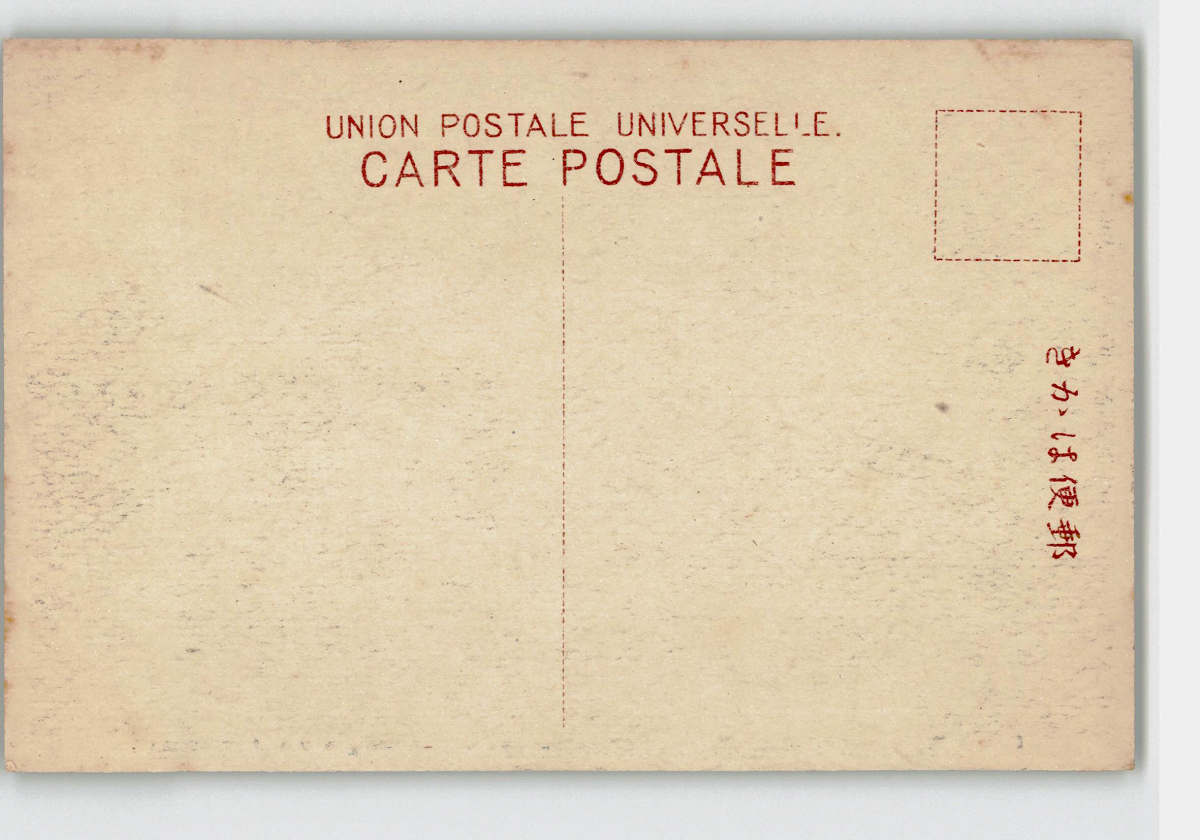 UNION POSTALE UNIVERSELLE.
CARTE POSTALE
郵便はかき